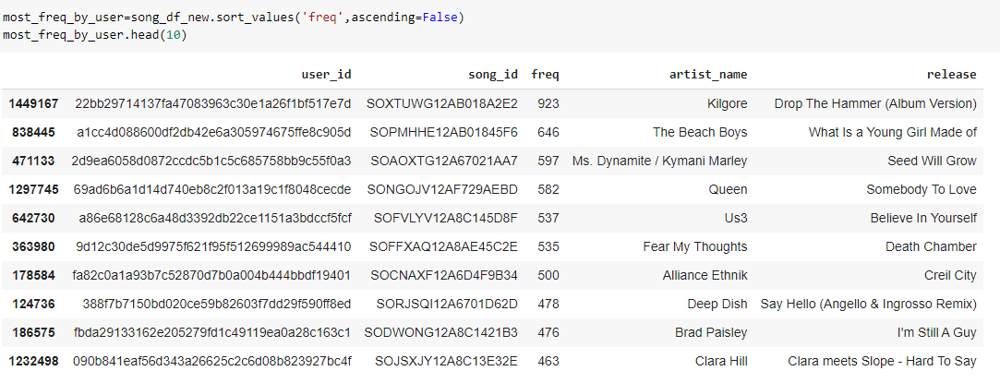 most_freq_by_user=song_df_new.sort_values('freq',ascending=False)
most_freq_by_user.head(10)
user_id song_id freq artist_name release
1449167 22bb29714137fa47083963c30e1a26f1bf517e7d SOXTUWG12AB018A2E2 923 Kilgore Drop The Hammer (Album Version)
838445 a1cc4d088600df2db42e6a305974675ffe8c905d SOPMHHE12AB01845F6 646 The Beach Boys What Is a Young Girl Made of
471133 2d9ea6058d0872ccdc5b1c5c685758bb9c55f0a3 SOAOXTG12A67021AA7 597 Ms. Dynamite / Kymani Marley Seed Will Grow
1297745 69ad6b6a1d14d740eb8c2f013a19c1f8048cecde SONGOJV12AF729AEBD 582 Queen Somebody To Love
642730 a86e68128c6a48d3392db22ce1151a3bdccf5fcf SOFVLYV12A8C145D8F 537 Us3 Believe In Yourself
363980 9d12c30de5d9975f621f95f512699989ac544410 SOFFXAQ12A8AE45C2E 535 Fear My Thoughts Death Chamber
178584 fa82c0a1a93b7c52870d7b0a004b444bbdf19401 SOCNAXF12A6D4F9B34 500 Alliance Ethnik Creil City
124736 388f7b7150bd020ce59b82603f7dd29f590ff8ed SORJSQI12A6701D62D 478 Deep Dish Say Hello (Angello & Ingrosso Remix)
186575 fbda29133162e205279fd1c49119ea0a28c163c1 SODWONG12A8C1421B3 476 Brad Paisley I'm Still A Guy
1232498 090b841eaf56d343a26625c2c6d08b823927bc4f SOJSXJY12A8C13E32E 463 Clara Hill Clara meets Slope - Hard To Say